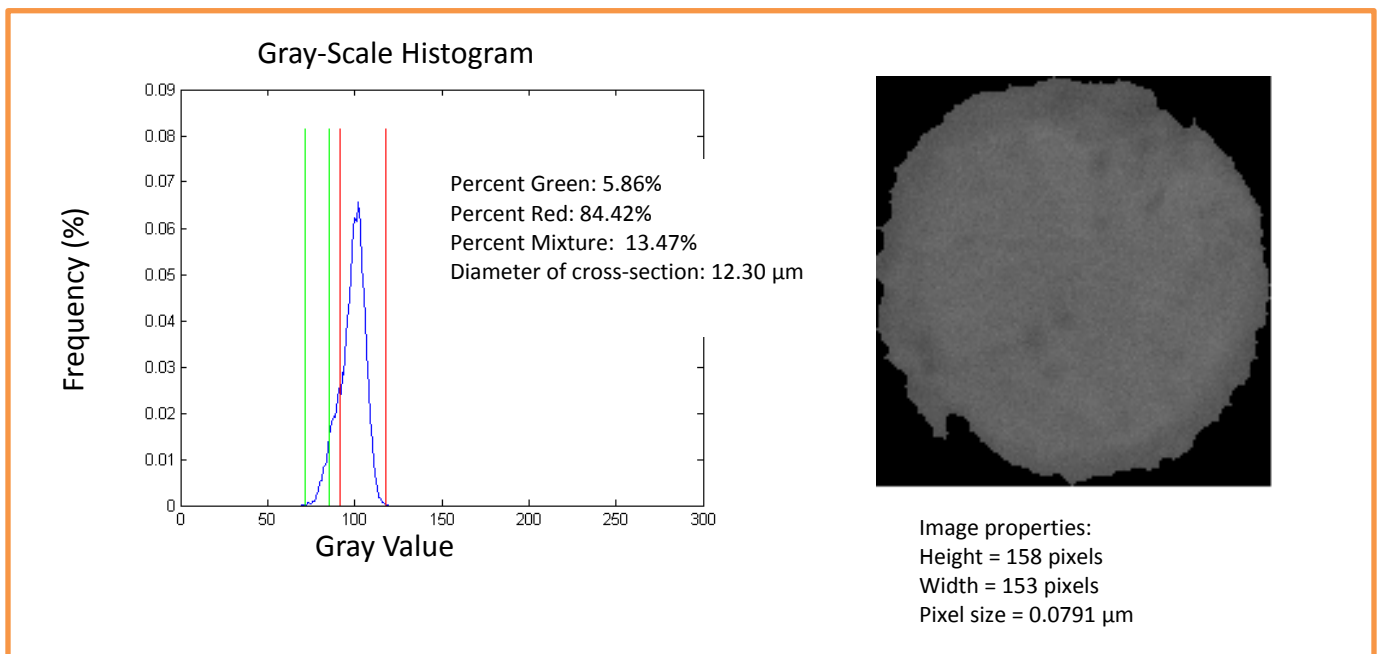 Gray-Scale Histogram
0.09
0.08
0.07
0.06
0.05
0.04
0.03
0.02
0.01
0
Frequency (%)
0 50 100 150 200 250 300
Gray Value
Percent Green: 5.86%
Percent Red: 84.42%
Percent Mixture:  13.47%
Diameter of cross-section: 12.30 µm
Image properties:
Height = 158 pixels
Width = 153 pixels
Pixel size = 0.0791 µm